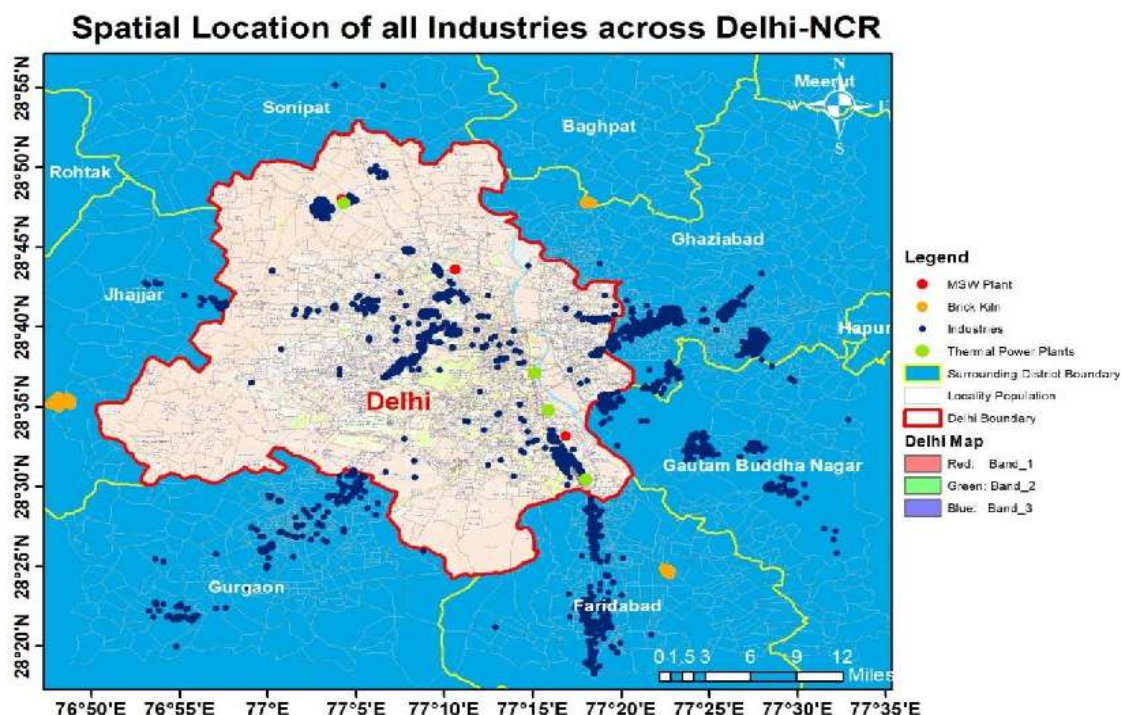 Spatial Location of all Industries across Delhi-NCR
28°55'N
28°50'N
28°45'N
28°40'N
28°35'N
28°30'N
28°25'N
28°20'N
Meerut
N
W
E
S
Sonipat
Baghpat
Rohtak
Ghaziabad
Jhajjar
Hapur
Delhi
Gautam Buddha Nagar
Gurgaon
Faridabad
0 1.5 3 6 9 12
Miles
76°50'E 76°55'E 77°0'E 77°5'E 77°10'E 77°15'E 77°20'E 77°25'E 77°30'E 77°35'E
Legend
MSW Plant
Brick Kiln
Industries
Thermal Power Plants
Surrounding District Boundary
Locality Population
Delhi Boundary
Delhi Map
Red: Band_1
Green: Band_2
Blue: Band_3